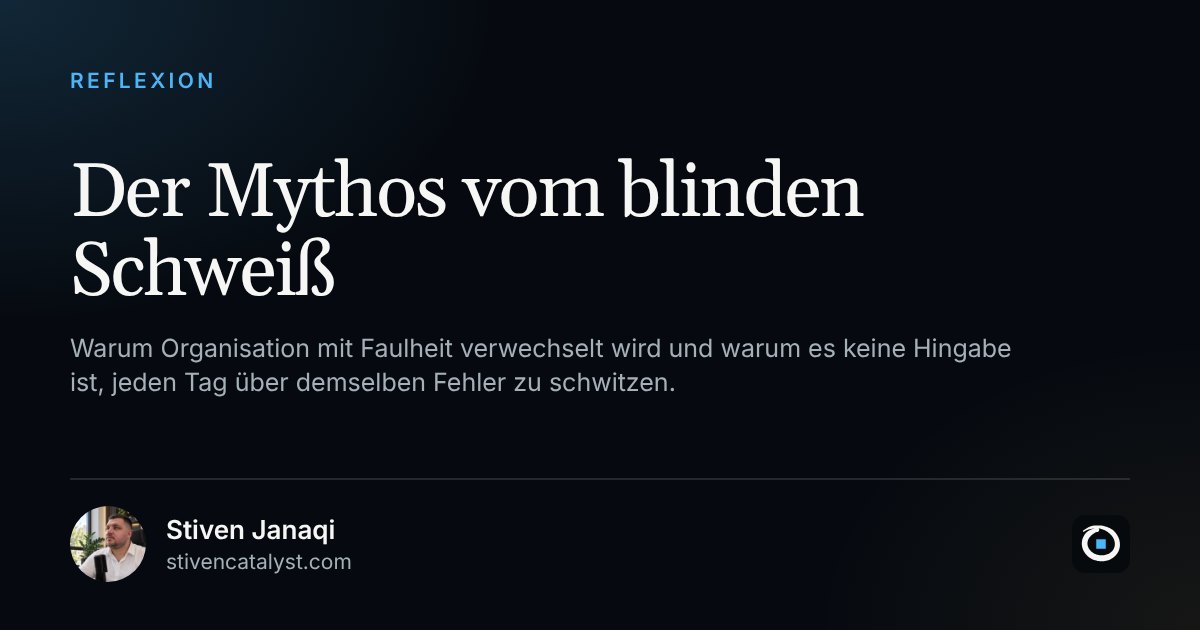 REFLEXION
Der Mythos vom blinden
Schweiß
Warum Organisation mit Faulheit verwechselt wird und warum es keine Hingabe
ist, jeden Tag über demselben Fehler zu schwitzen.
Stiven Janaqi
stivencatalyst.com